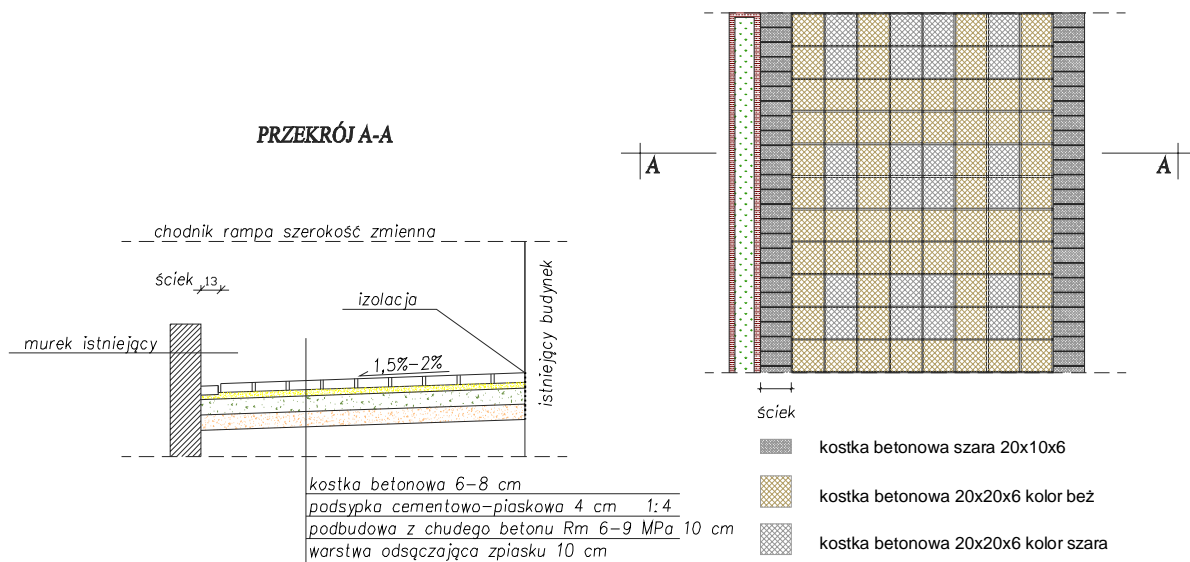 PRZEKRÓJ A-A
chodnik rampa szerokość zmienna
ściek 13
izolacja
istniejący budynek
murek istniejący
1,5%-2%
kostka betonowa 6-8 cm
podsypka cementowo-piaskowa 4 cm 1:4
podbudowa z chudego betonu Rm 6-9 MPa 10 cm
warstwa odsączająca zpiasku 10 cm
A
A
ściek
kostka betonowa szara 20x10x6
kostka betonowa 20x20x6 kolor beż
kostka betonowa 20x20x6 kolor szara